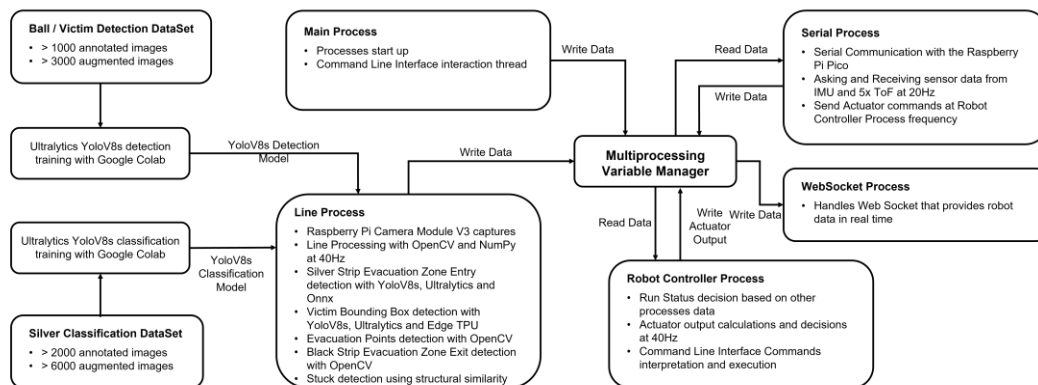 Ball / Victim Detection DataSet
• > 1000 annotated images
• > 3000 augmented images
Ultralytics YoloV8s detection
training with Google Colab
YoloV8s Detection
Model
Ultralytics YoloV8s classification
training with Google Colab
YoloV8s
Classification
Model
Silver Classification DataSet
• > 2000 annotated images
• > 6000 augmented images
Main Process
• Processes start up
• Command Line Interface interaction thread
Write Data
Write Data
Line Process
• Raspberry Pi Camera Module V3 captures
• Line Processing with OpenCV and NumPy
at 40Hz
• Silver Strip Evacuation Zone Entry
detection with YoloV8s, Ultralytics and
Onnx
• Victim Bounding Box detection with
YoloV8s, Ultralytics and Edge TPU
• Evacuation Points detection with OpenCV
• Black Strip Evacuation Zone Exit detection
with OpenCV
• Stuck detection using structural similarity
Multiprocessing
Variable Manager
Read Data
Write Data
Serial Process
• Serial Communication with the Raspberry
Pi Pico
• Asking and Receiving sensor data from
IMU and 5x ToF at 20Hz
• Send Actuator commands at Robot
Controller Process frequency
Write Data
WebSocket Process
• Handles Web Socket that provides robot
data in real time
Read Data
Write
Actuator
Output
Robot Controller Process
• Run Status decision based on other
processes data
• Actuator output calculations and decisions
at 40Hz
• Command Line Interface Commands
interpretation and execution